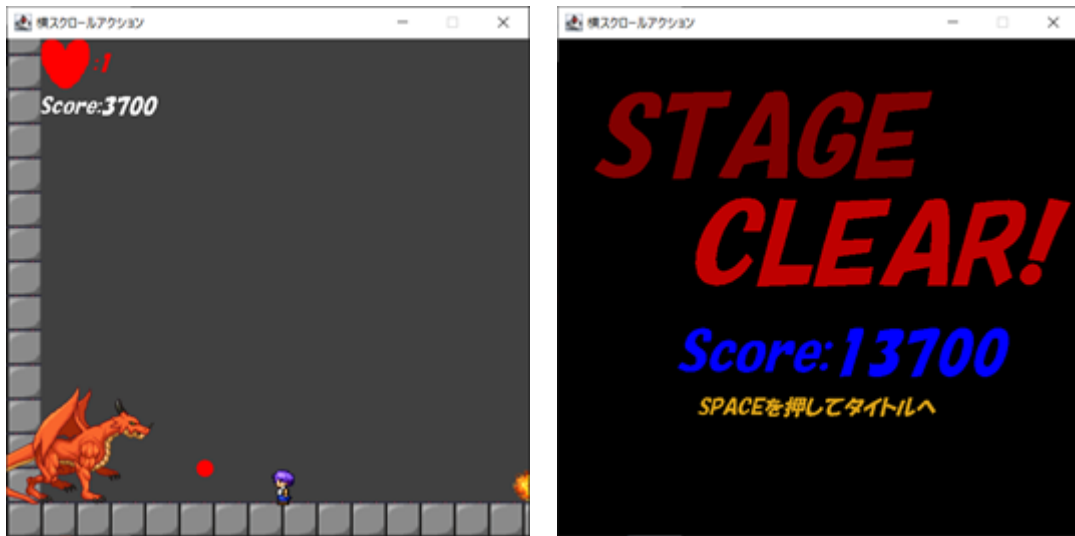 横スクロールアクション
:1
Score:3700
横スクロールアクション
STAGE
CLEAR!
Score:13700
SPACEを押してタイトルへ